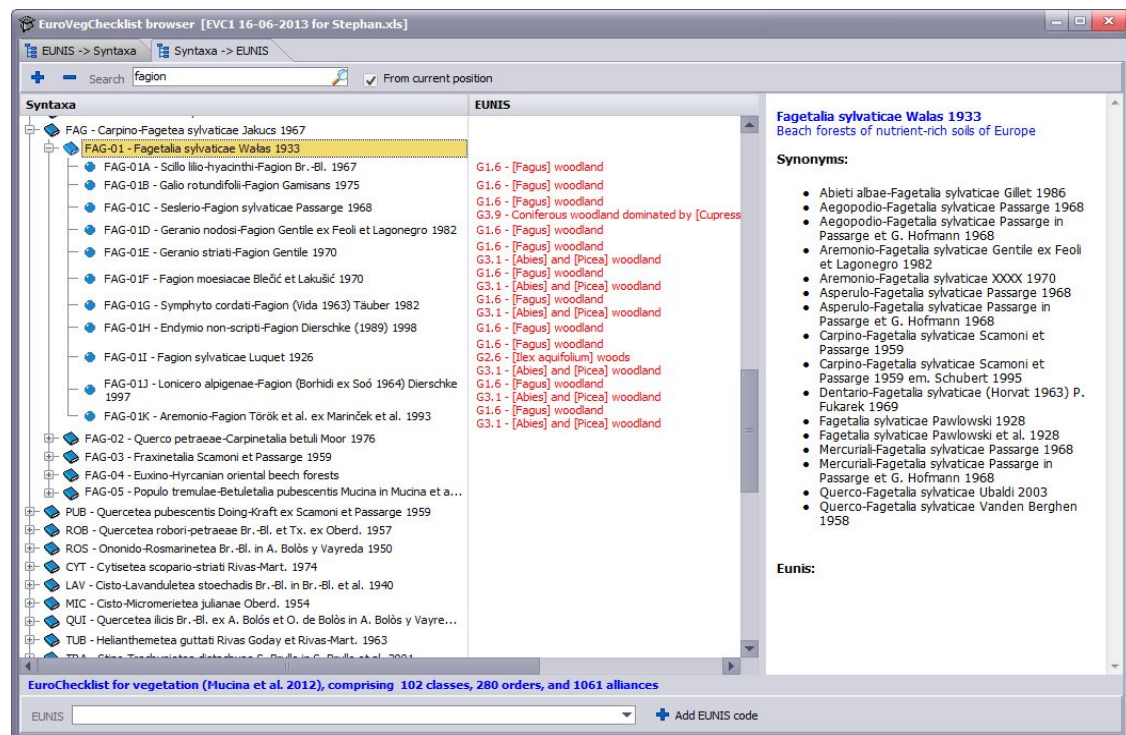 EuroVegChecklist browser [EVC1 16-06-2013 for Stephan.xls]
EUNIS -> Syntaxa
Syntaxa -> EUNIS
Search fagion
From current position
Syntaxa
EUNIS
FAG - Carpino-Fagetea sylvaticae Jakucs 1967
FAG-01 - Fagetalia sylvaticae Wałas 1933
FAG-01A - Scillo lilio-hyacinthi-Fagion Br.-Bl. 1967
G1.6 - [Fagus] woodland
FAG-01B - Galio rotundifolii-Fagion Gamisans 1975
G1.6 - [Fagus] woodland
FAG-01C - Seslerio-Fagion sylvaticae Passarge 1968
G1.6 - [Fagus] woodland
G3.9 - Coniferous woodland dominated by [Cupress
FAG-01D - Geranio nodosi-Fagion Gentile ex Feoli et Lagonegro 1982
G1.6 - [Fagus] woodland
FAG-01E - Geranio striati-Fagion Gentile 1970
G1.6 - [Fagus] woodland
G3.1 - [Abies] and [Picea] woodland
FAG-01F - Fagion moesiacae Blečić et Lakušić 1970
G1.6 - [Fagus] woodland
G3.1 - [Abies] and [Picea] woodland
FAG-01G - Symphyto cordati-Fagion (Vida 1963) Täuber 1982
G1.6 - [Fagus] woodland
G3.1 - [Abies] and [Picea] woodland
FAG-01H - Endymio non-scripti-Fagion Dierschke (1989) 1998
G1.6 - [Fagus] woodland
FAG-01I - Fagion sylvaticae Luquet 1926
G1.6 - [Fagus] woodland
G2.6 - [Ilex aquifolium] woods
G3.1 - [Abies] and [Picea] woodland
FAG-01J - Lonicero alpigenae-Fagion (Borhidi ex Soó 1964) Dierschke
1997
G1.6 - [Fagus] woodland
G3.1 - [Abies] and [Picea] woodland
FAG-01K - Aremonio-Fagion Török et al. ex Marinček et al. 1993
G1.6 - [Fagus] woodland
G3.1 - [Abies] and [Picea] woodland
FAG-02 - Querco petraeae-Carpinetalia betuli Moor 1976
FAG-03 - Fraxinetalia Scamoni et Passarge 1959
FAG-04 - Euxino-Hyrcanian oriental beech forests
FAG-05 - Populo tremulae-Betuletalia pubescentis Mucina in Mucina et a...
PUB - Quercetea pubescentis Doing-Kraft ex Scamoni et Passarge 1959
ROB - Quercetea robori-petraeae Br.-Bl. et Tx. ex Oberd. 1957
ROS - Ononido-Rosmarinetea Br.-Bl. in A. Bolòs y Vayreda 1950
CYT - Cytisetea scopario-striati Rivas-Mart. 1974
LAV - Cisto-Lavanduletea stoechadis Br.-Bl. in Br.-Bl. et al. 1940
MIC - Cisto-Micromerietea julianae Oberd. 1954
QUI - Quercetea ilicis Br.-Bl. ex A. Bolós et O. de Bolòs in A. Bolòs y Vayre...
TUB - Helianthemetea guttati Rivas Goday et Rivas-Mart. 1963
Fagetalia sylvaticae Walas 1933
Beach forests of nutrient-rich soils of Europe
Synonyms:
Abieti albae-Fagetalia sylvaticae Gillet 1986
Aegopodio-Fagetalia sylvaticae Passarge 1968
Aegopodio-Fagetalia sylvaticae Passarge in
Passarge et G. Hofmann 1968
Aremonio-Fagetalia sylvaticae Gentile ex Feoli
et Lagonegro 1982
Aremonio-Fagetalia sylvaticae XXXX 1970
Asperulo-Fagetalia sylvaticae Passarge 1968
Asperulo-Fagetalia sylvaticae Passarge in
Passarge et G. Hofmann 1968
Carpino-Fagetalia sylvaticae Scamoni et
Passarge 1959
Carpino-Fagetalia sylvaticae Scamoni et
Passarge 1959 em. Schubert 1995
Dentario-Fagetalia sylvaticae (Horvat 1963) P.
Fukarek 1969
Fagetalia sylvaticae Pawlowski 1928
Fagetalia sylvaticae Pawlowski et al. 1928
Mercuriali-Fagetalia sylvaticae Passarge 1968
Mercuriali-Fagetalia sylvaticae Passarge in
Passarge et G. Hofmann 1968
Querco-Fagetalia sylvaticae Ubaldi 2003
Querco-Fagetalia sylvaticae Vanden Berghen
1958
Eunis:
EuroChecklist for vegetation (Mucina et al. 2012), comprising 102 classes, 280 orders, and 1061 alliances
EUNIS
Add EUNIS code